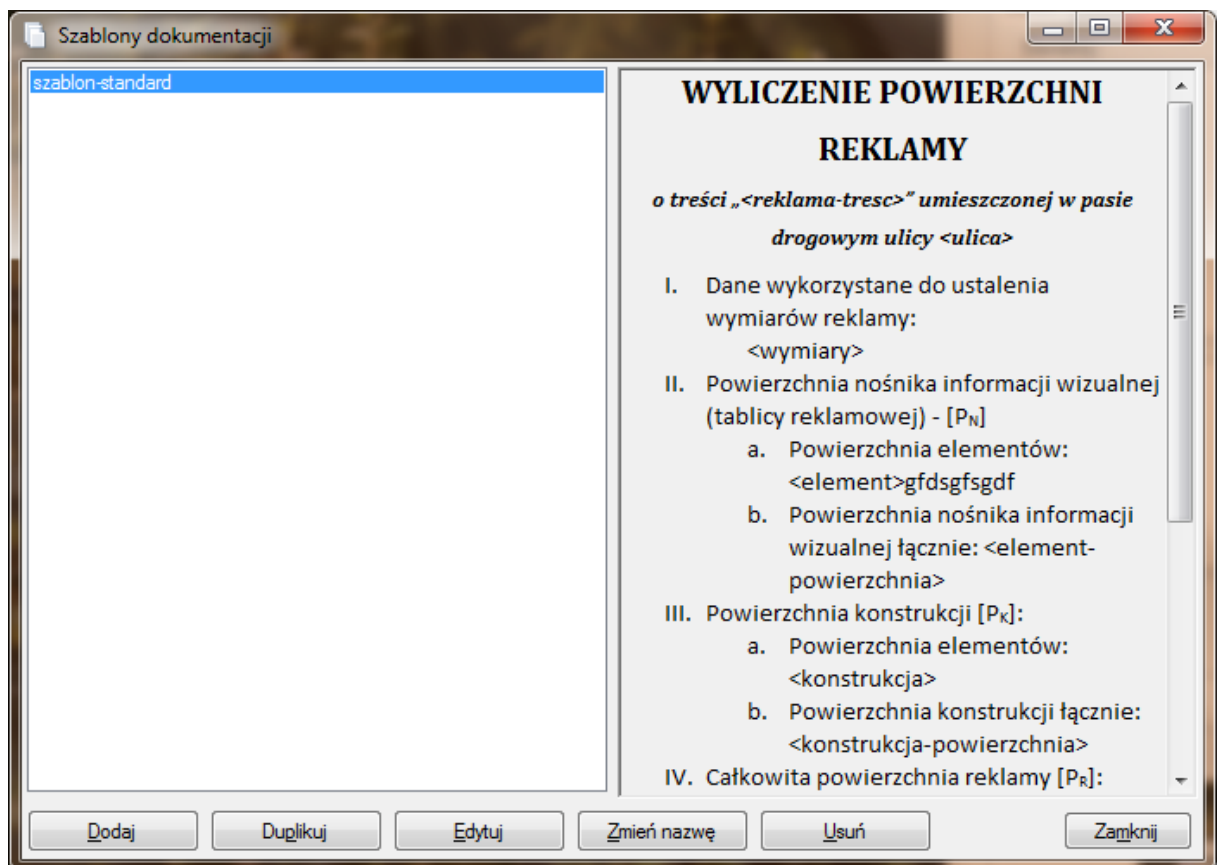 Szablony dokumentacji
szablon-standard
WYLICZENIE POWIERZCHNI
REKLAMY
o treści „<reklama-tresc>” umieszczonej w pasie
drogowym ulicy <ulica>
I. Dane wykorzystane do ustalenia
wymiarów reklamy:
<wymiary>
II. Powierzchnia nośnika informacji wizualnej
(tablicy reklamowej) - [PN]
a. Powierzchnia elementów:
<element>gfdsgfsgdf
b. Powierzchnia nośnika informacji
wizualnej łącznie: <element-
powierzchnia>
III. Powierzchnia konstrukcji [PK]:
a. Powierzchnia elementów:
<konstrukcja>
b. Powierzchnia konstrukcji łącznie:
<konstrukcja-powierzchnia>
IV. Całkowita powierzchnia reklamy [PR]:
Dodaj Duplikuj Edytuj Zmień nazwę Usuń Zamknij